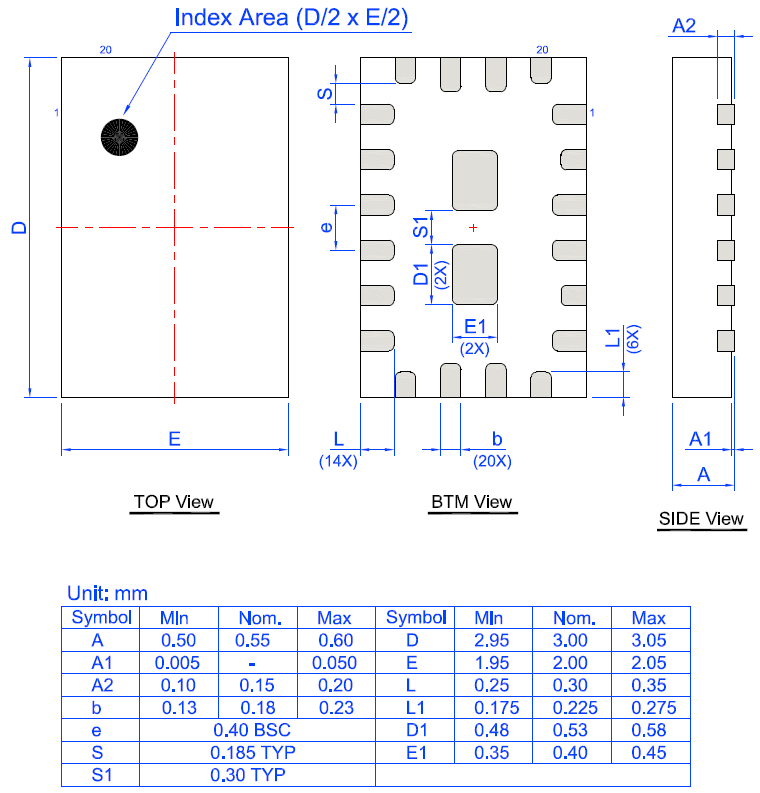 Index Area (D/2 x E/2)
20
1
D
E
TOP View
20
1
S
e
S1
D1
(2X)
E1
(2X)
L1
(6X)
L
(14X)
b
(20X)
BTM View
A2
A1
A
SIDE View
Unit: mm
Symbol MIn Nom. Max Symbol MIn Nom. Max
A 0.50 0.55 0.60 D 2.95 3.00 3.05
A1 0.005 - 0.050 E 1.95 2.00 2.05
A2 0.10 0.15 0.20 L 0.25 0.30 0.35
b 0.13 0.18 0.23 L1 0.175 0.225 0.275
e 0.40 BSC D1 0.48 0.53 0.58
S 0.185 TYP E1 0.35 0.40 0.45
S1 0.30 TYP